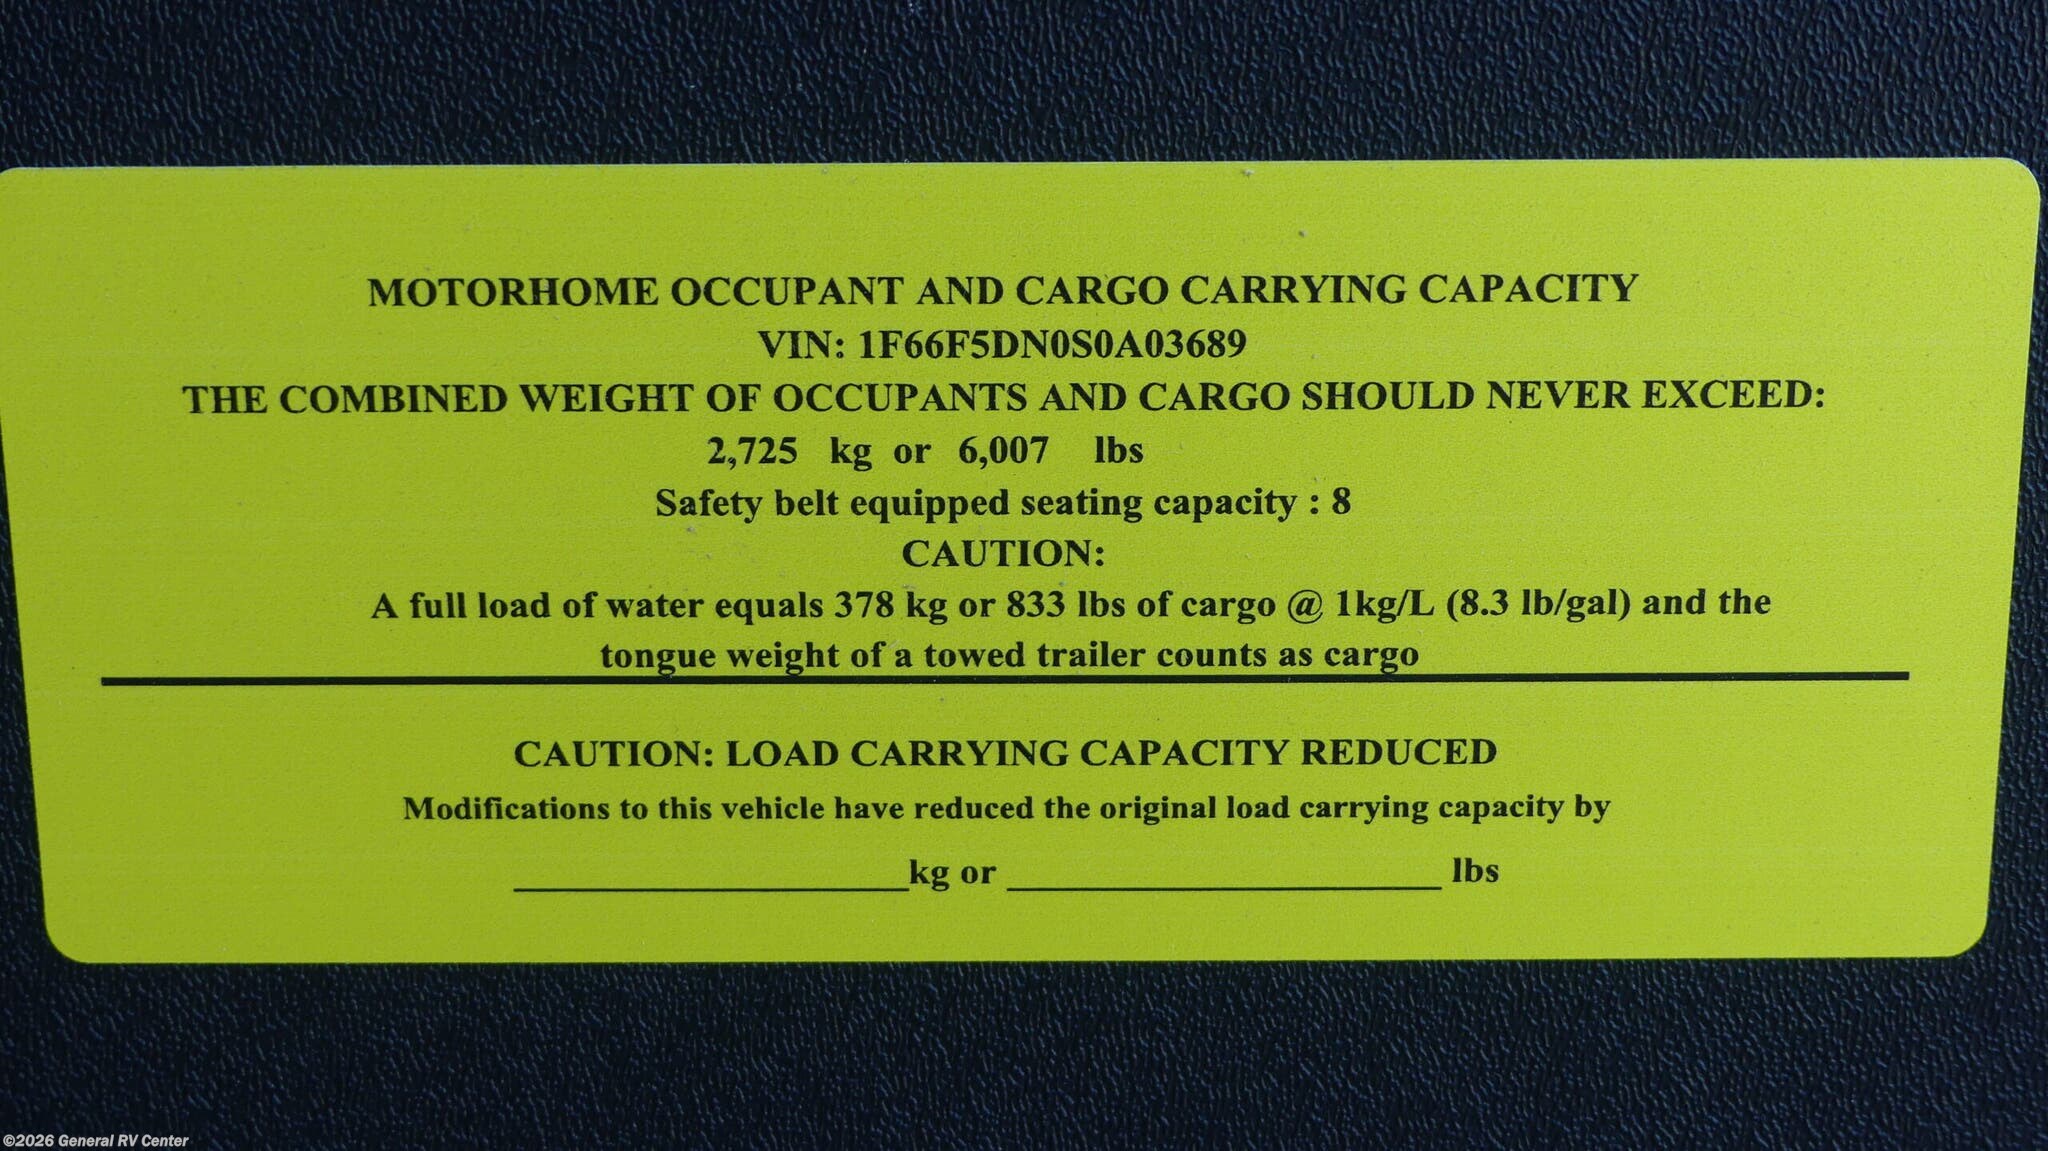 MOTORHOME OCCUPANT AND CARGO CARRYING CAPACITY
VIN: 1F66F5DN0S0A03689
THE COMBINED WEIGHT OF OCCUPANTS AND CARGO SHOULD NEVER EXCEED:
2,725 kg or 6,007 lbs
Safety belt equipped seating capacity : 8
CAUTION:
A full load of water equals 378 kg or 833 lbs of cargo @ 1kg/L (8.3 lb/gal) and the
tongue weight of a towed trailer counts as cargo
CAUTION: LOAD CARRYING CAPACITY REDUCED
Modifications to this vehicle have reduced the original load carrying capacity by
____________kg or ____________ lbs
©2026 General RV Center